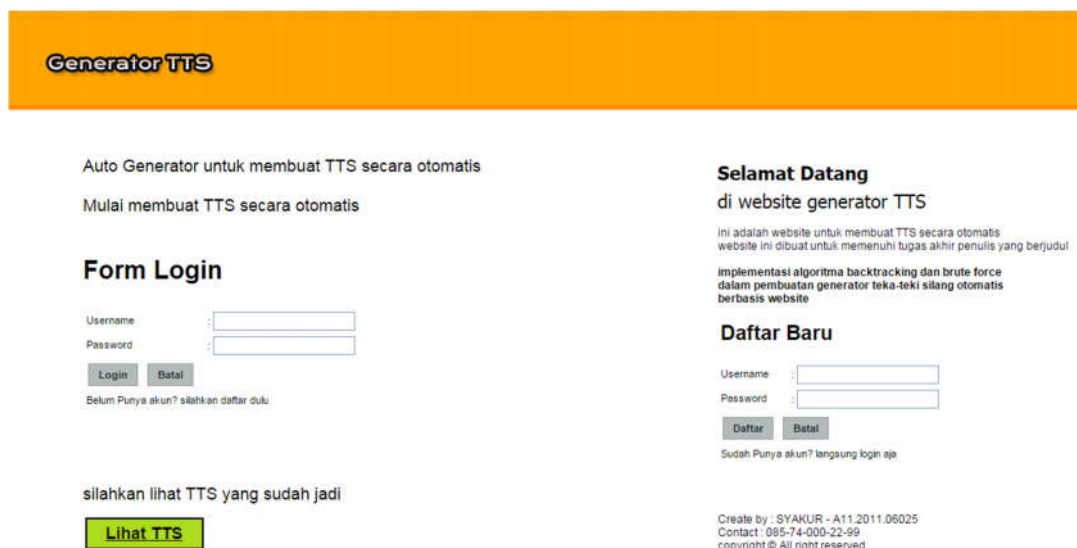 Generator TTS
Auto Generator untuk membuat TTS secara otomatis
Mulai membuat TTS secara otomatis
Form Login
Username :
Password :
Login Batal
Belum Punya akun? silahkan daftar dulu
silahkan lihat TTS yang sudah jadi
Lihat TTS
Selamat Datang
di website generator TTS
ini adalah website untuk membuat TTS secara otomatis
website ini dibuat untuk memenuhi tugas akhir penulis yang berjudul
implementasi algoritma backtracking dan brute force
dalam pembuatan generator teka-teki silang otomatis
berbasis website
Daftar Baru
Username :
Password :
Daftar Batal
Sudah Punya akun? langsung login aja
Create by : SYAKUR - A11.2011.06025
Contact : 085-74-000-22-99
copyright © All right reserved